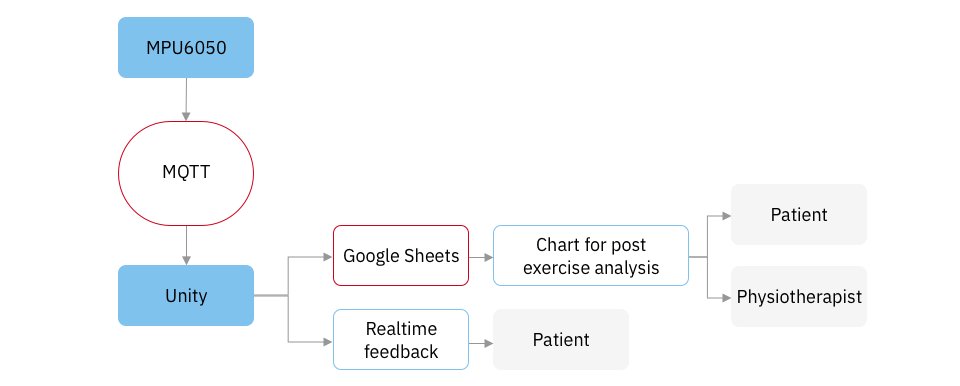 MPU6050
MQTT
Unity
Google Sheets
Chart for post
exercise analysis
Patient
Physiotherapist
Realtime
feedback
Patient